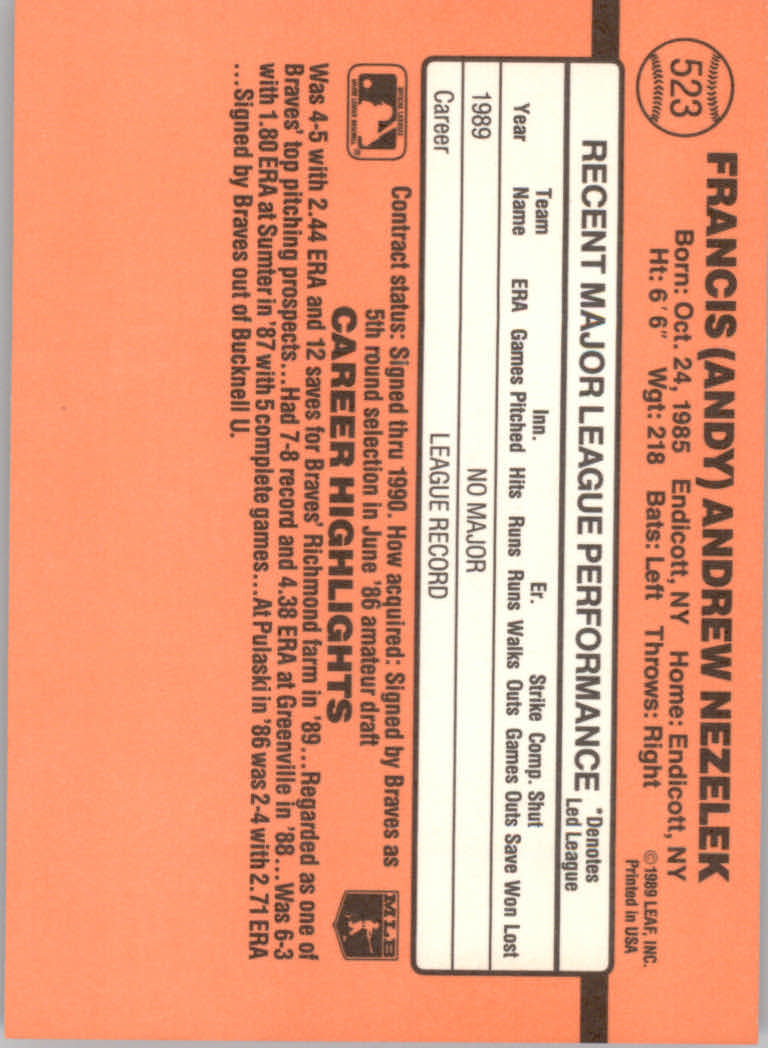 523
FRANCIS (ANDY) ANDREW NEZELEK
Born: Oct. 24, 1985 Endicott, NY Home: Endicott, NY
Ht: 6'6" Wgt: 218 Bats: Left Throws: Right
©1989 LEAF, INC.
Printed in USA
RECENT MAJOR LEAGUE PERFORMANCE
*Denotes
Led League
Team Inn. Er. Strike Comp. Shut
Year Name ERA Games Pitched Hits Runs Runs Walks Outs Games Outs Save Won Lost
1989 NO MAJOR
Career LEAGUE RECORD
Contract status: Signed thru 1990. How acquired: Signed by Braves as
5th round selection in June '86 amateur draft
CAREER HIGHLIGHTS
MLB
Was 4-5 with 2.44 ERA and 12 saves for Braves' Richmond farm in '89...Regarded as one of
Braves' top pitching prospects...Had 7-8 record and 4.38 ERA at Greenville in '88...Was 6-3
with 1.80 ERA at Sumter in '87 with 5 complete games...At Pulaski in '86 was 2-4 with 2.71 ERA
...Signed by Braves out of Bucknell U.